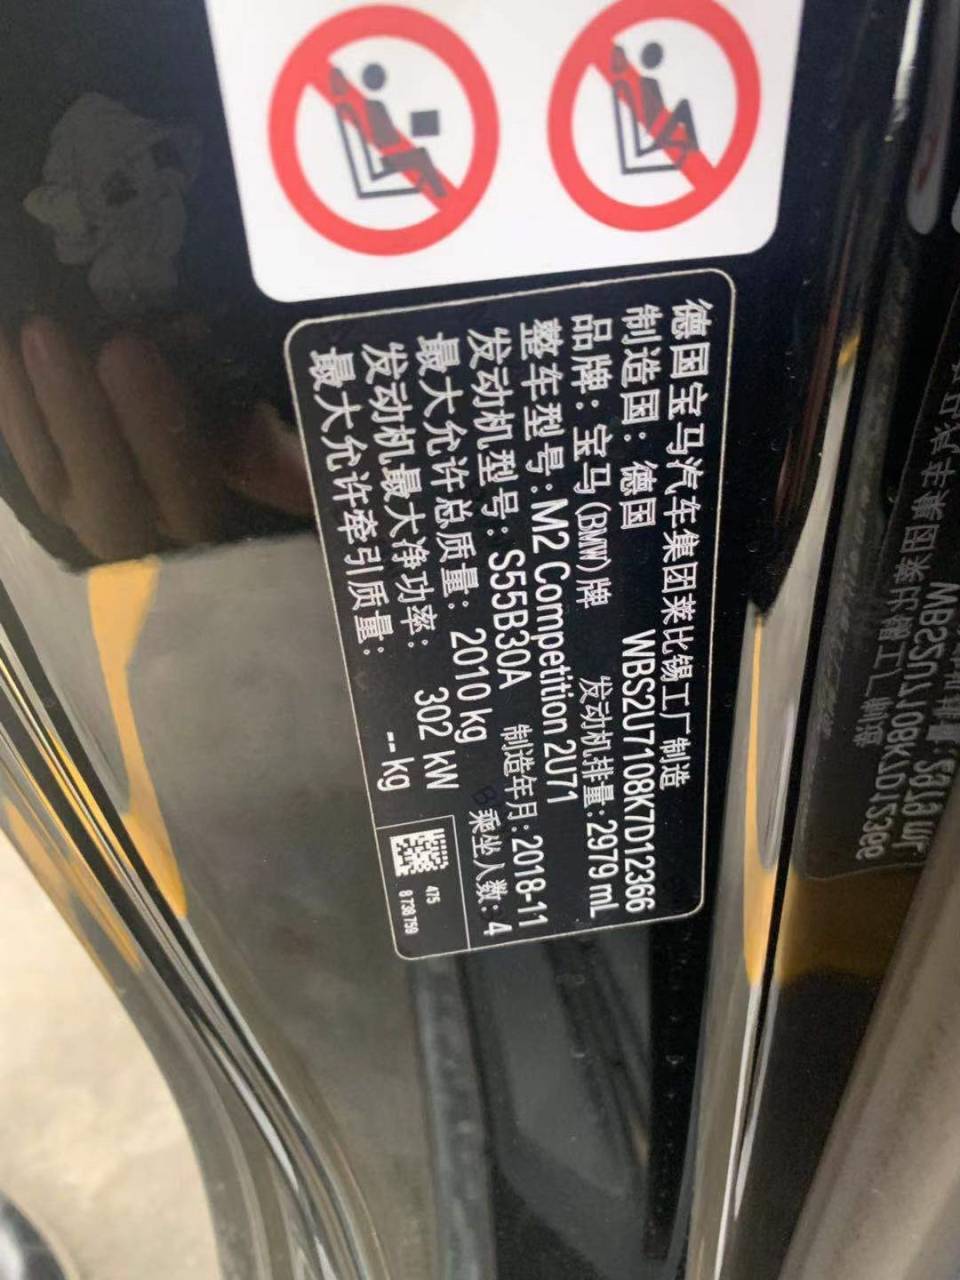 德国宝马汽车集团莱比锡工厂制造
制造国：德国 WBS2U7108K7D12366
品牌：宝马(BMW)牌 发动机排量：2979 mL
整车型号：M2 Competition 2U71
发动机型号：S55B30A 制造年月：2018-11
最大允许总质量：2010 kg 乘坐人数：4
发动机最大净功率：302 kW
最大允许牵引质量：-- kg
475
8 738 759